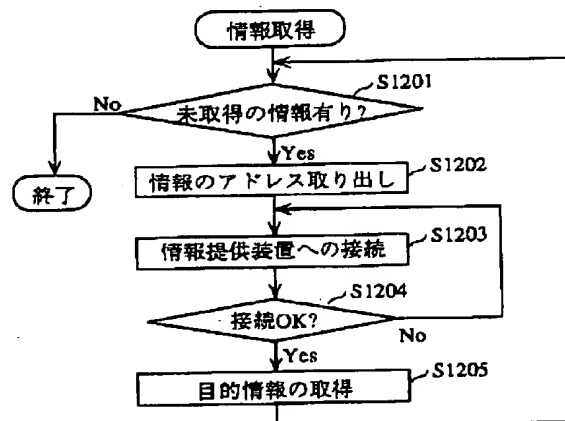 情報取得
S1201
No
未取得の情報有り?
Yes
S1202
終了
情報のアドレス取り出し
S1203
情報提供装置への接続
S1204
接続OK?
No
Yes
S1205
目的情報の取得